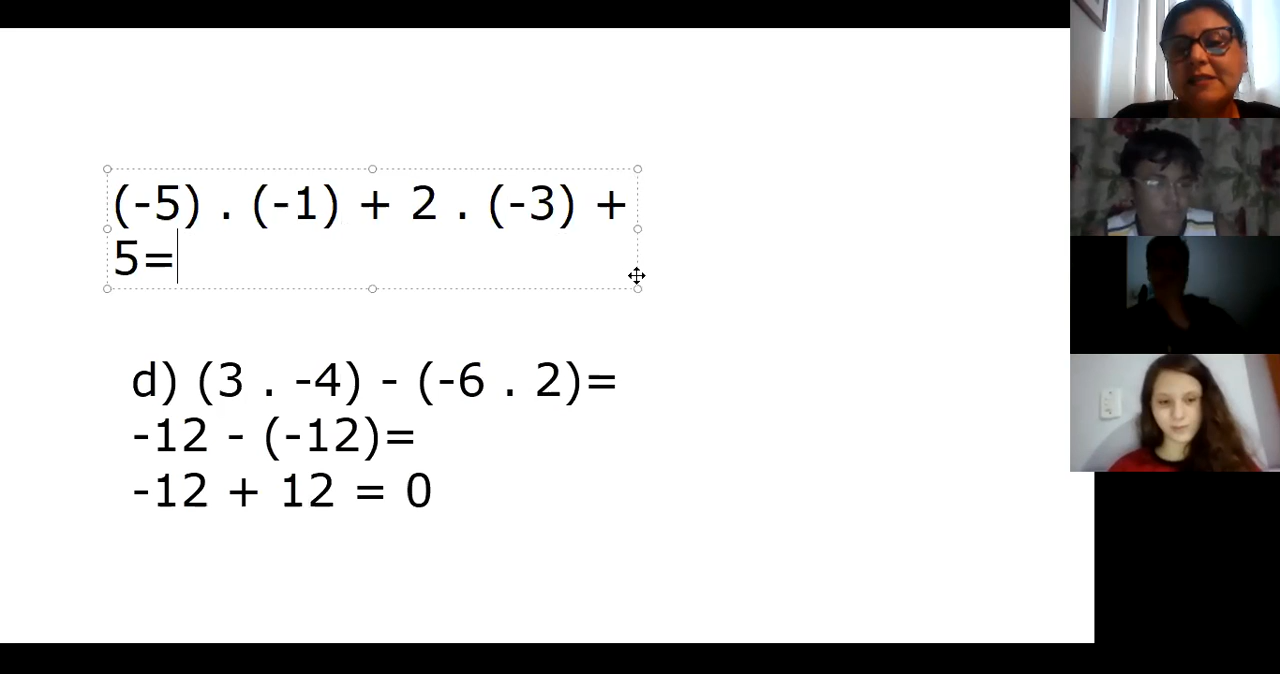 (-5) . (-1) + 2 . (-3) +
5=
d) (3 . -4) - (-6 . 2)=
-12 - (-12)=
-12 + 12 = 0